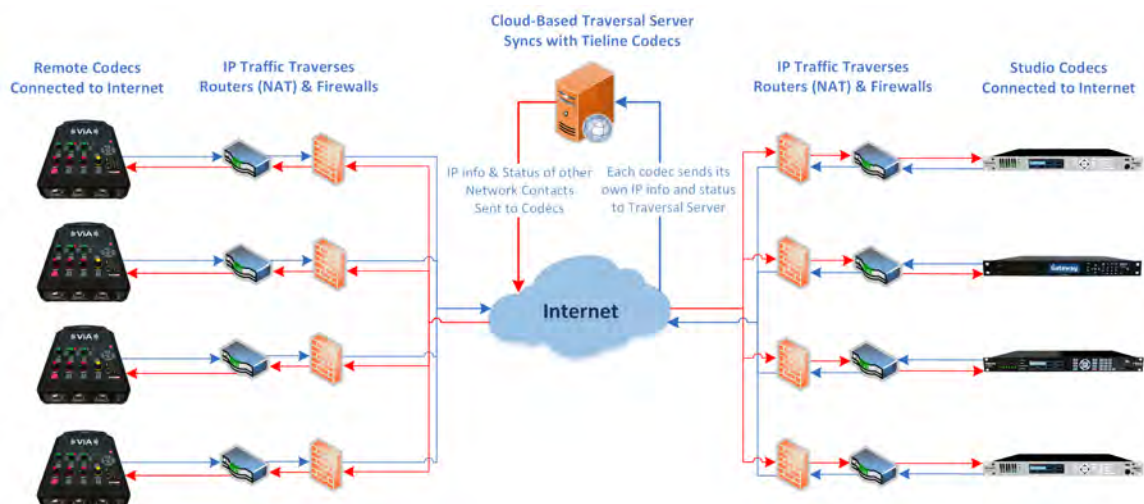 Cloud-Based Traversal Server
Syncs with Tieline Codecs
Remote Codecs
Connected to Internet
IP Traffic Traverses
Routers (NAT) & Firewalls
IP Traffic Traverses
Routers (NAT) & Firewalls
Studio Codecs
Connected to Internet
IP info & Status of other
Network Contacts
Sent to Codecs
Each codec sends its
own IP info and status
to Traversal Server
Internet
ViA
ViA
ViA
ViA
Gateway